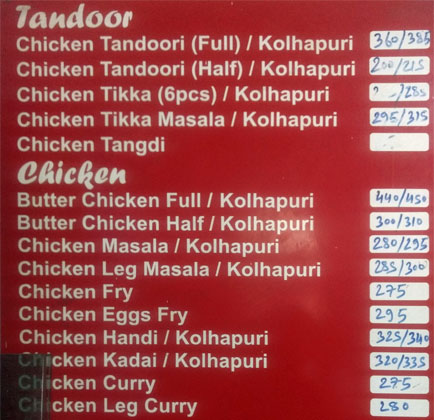 Tandoor
Chicken Tandoori (Full) / Kolhapuri 360/385
Chicken Tandoori (Half) / Kolhapuri 200/215
Chicken Tikka (6pcs) / Kolhapuri /285
Chicken Tikka Masala / Kolhapuri 295/315
Chicken Tangdi
Chicken
Butter Chicken Full / Kolhapuri 440/450
Butter Chicken Half / Kolhapuri 300/310
Chicken Masala / Kolhapuri 280/295
Chicken Leg Masala / Kolhapuri 285/300
Chicken Fry 275
Chicken Eggs Fry 295
Chicken Handi / Kolhapuri 325/340
Chicken Kadai / Kolhapuri 320/335
Chicken Curry 275
Chicken Leg Curry 280